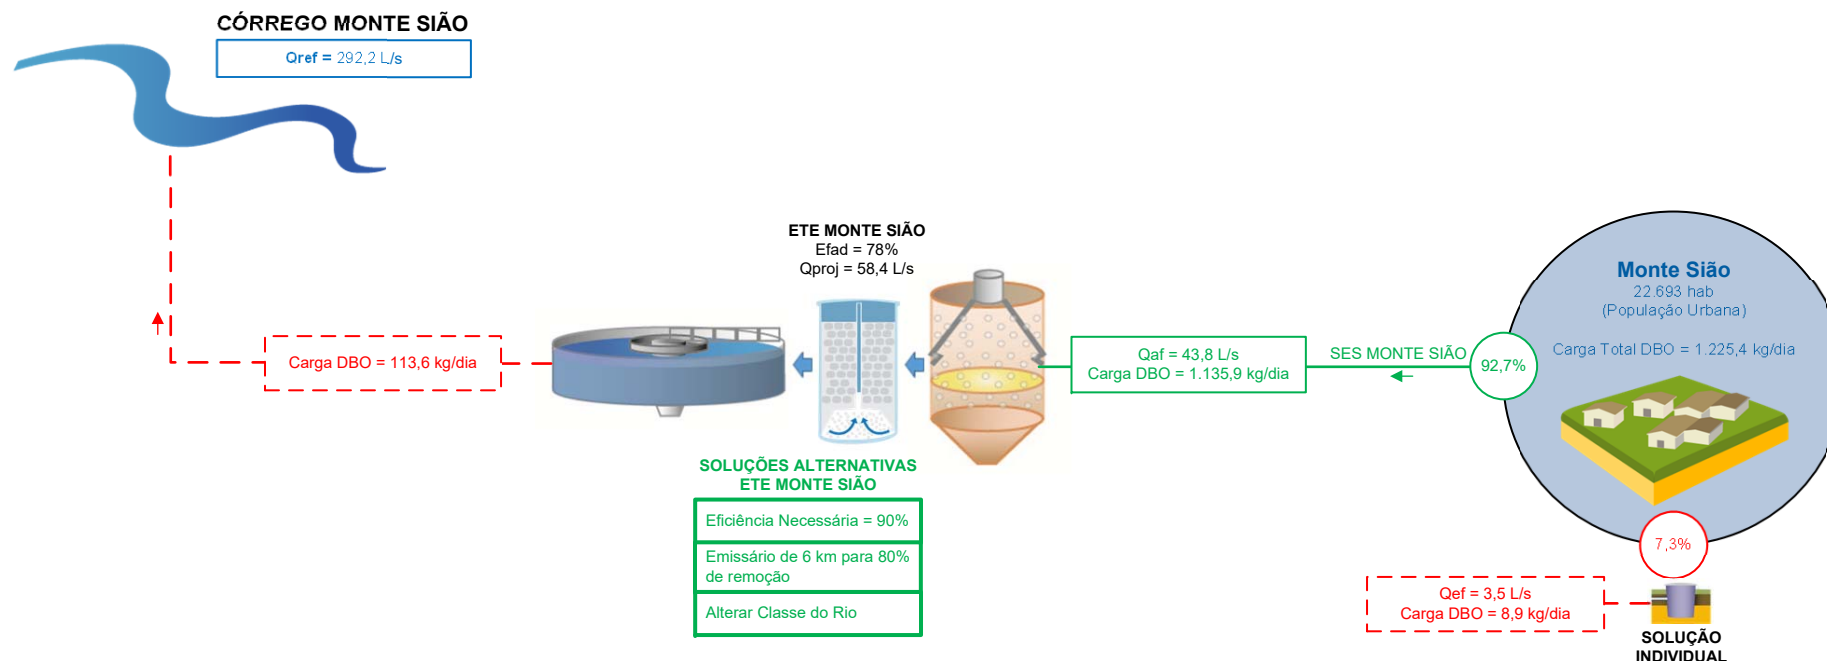 CÓRREGO MONTE SIÃO
Qref = 292,2 L/s
ETE MONTE SIÃO
Efad = 78%
Qproj = 58,4 L/s
Monte Sião
22.693 hab
(População Urbana)
Carga Total DBO = 1.225,4 kg/dia
92,7%
SES MONTE SIÃO
Qaf = 43,8 L/s
Carga DBO = 1.135,9 kg/dia
Carga DBO = 113,6 kg/dia
SOLUÇÕES ALTERNATIVAS
ETE MONTE SIÃO
Eficiência Necessária = 90%
Emissário de 6 km para 80%
de remoção
Alterar Classe do Rio
7,3%
Qef = 3,5 L/s
Carga DBO = 8,9 kg/dia
SOLUÇÃO
INDIVIDUAL